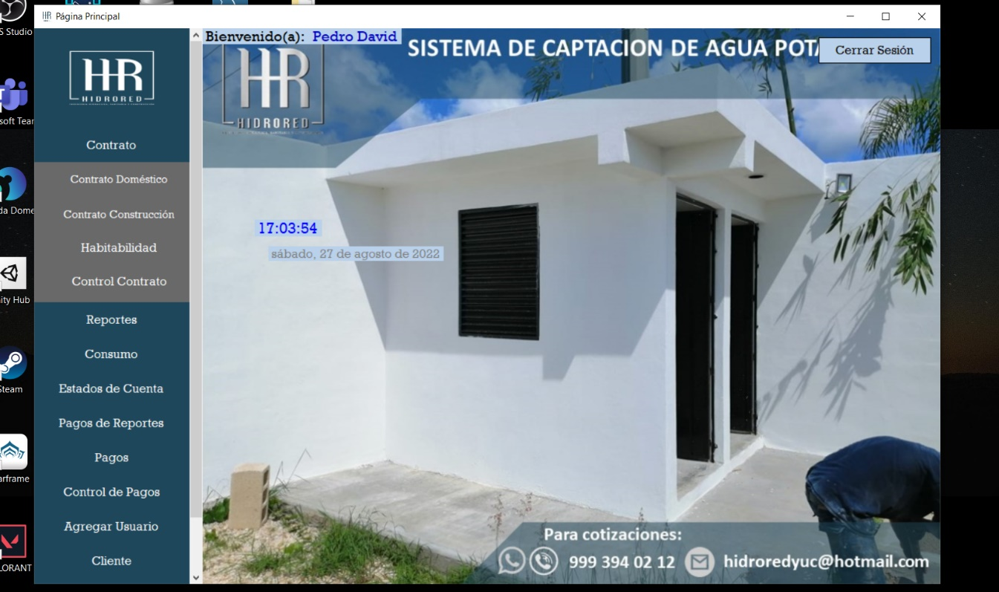 Página Principal
S Studio
soft Tear
da Dome
ity Hub
Steam
arframe
LORANT
HR
HIDRORED
Contrato
Contrato Doméstico
Contrato Construcción
Habitabilidad
Control Contrato
Reportes
Consumo
Estados de Cuenta
Pagos de Reportes
Pagos
Control de Pagos
Agregar Usuario
Cliente
Bienvenido(a): Pedro David
SISTEMA DE CAPTACION DE AGUA POTA
Cerrar Sesión
HR
HIDRORED
17:03:54
sábado, 27 de agosto de 2022
Para cotizaciones:
999 394 02 12 hidroredyuc@hotmail.com